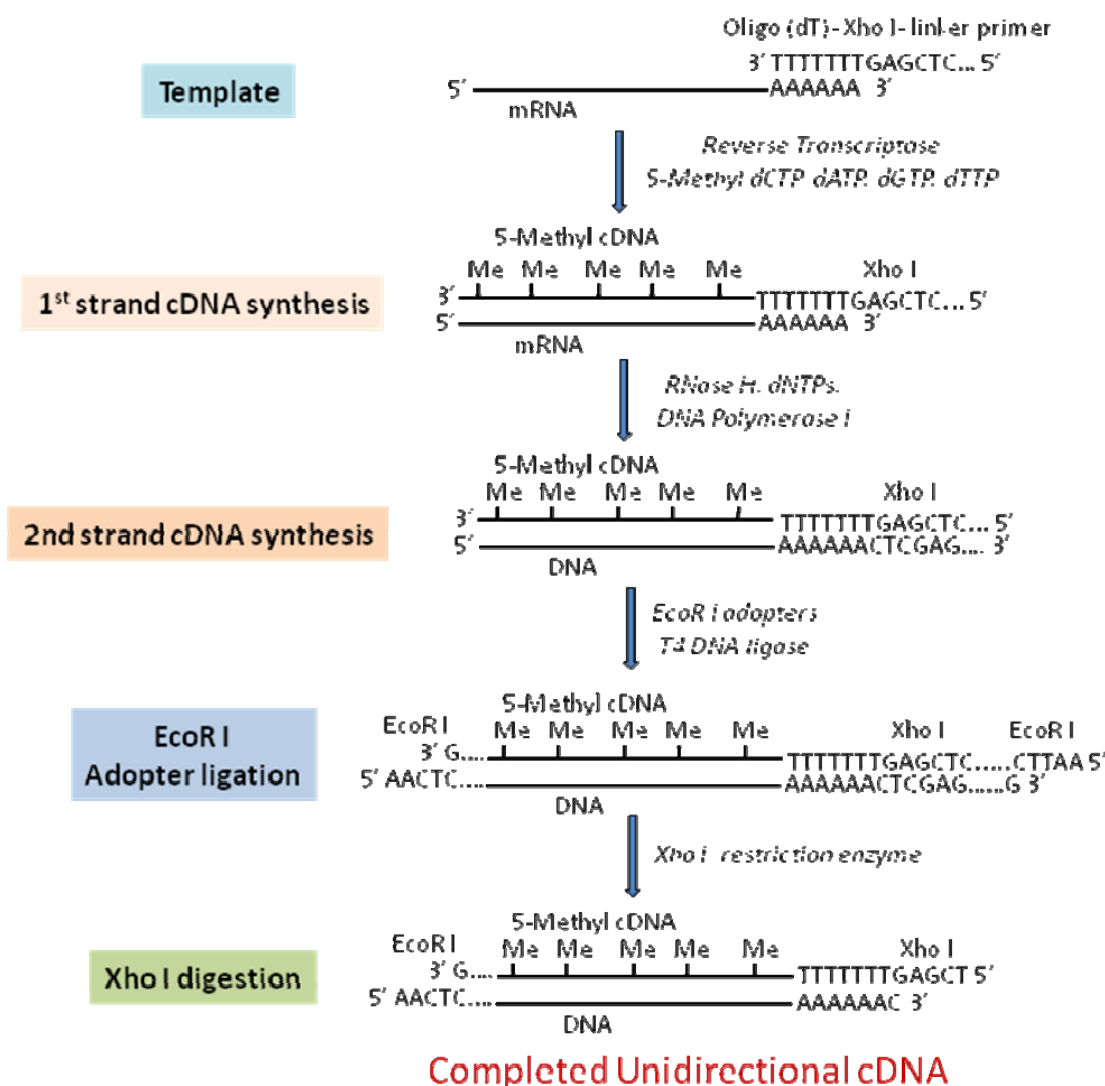 Oligo (dT)-Xho I-linker primer
3′ TTTTTTTGAGCTC... 5′
Template
5′ AAAAAA 3′
mRNA
Reverse Transcriptase
5-Methyl dCTP. dATP. dGTP. dTTP
5-Methyl cDNA
Me Me Me Me Me Xho I
1st strand cDNA synthesis
3′ TTTTTTTGAGCTC... 5′
5′ AAAAAA 3′
mRNA
RNase H. dNTPs.
DNA Polymerase I
5-Methyl cDNA
Me Me Me Me Me Xho I
2nd strand cDNA synthesis
3′ TTTTTTTGAGCTC... 5′
5′ AAAAAACTCGAG.... 3′
DNA
EcoR I adopters
T4 DNA ligase
5-Methyl cDNA
EcoR I Me Me Me Me Me Xho I EcoR I
EcoR I
Adopter ligation
3′ G.... TTTTTTTGAGCTC.....CTTAA 5′
5′ AACTC.... AAAAAACTCGAG......G 3′
DNA
Xho I restriction enzyme
5-Methyl cDNA
EcoR I Me Me Me Me Me Xho I
Xho I digestion
3′ G.... TTTTTTTGAGCT 5′
5′ AACTC.... AAAAAAC 3′
DNA
Completed Unidirectional cDNA